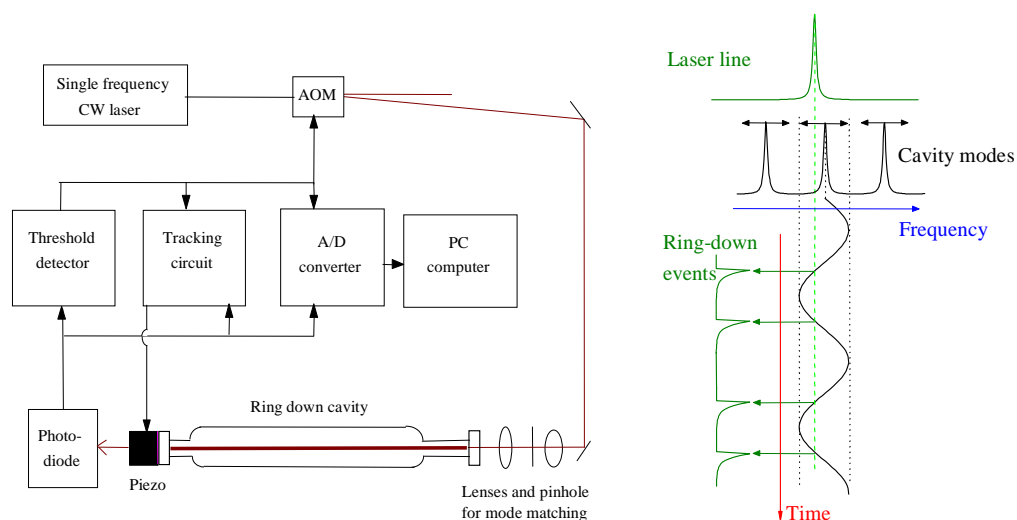 Single frequency
CW laser
AOM
Threshold
detector
Tracking
circuit
A/D
converter
PC
computer
Ring down cavity
Photo-
diode
Piezo
Lenses and pinhole
for mode matching
Laser line
Cavity modes
Frequency
Ring-down
events
Time